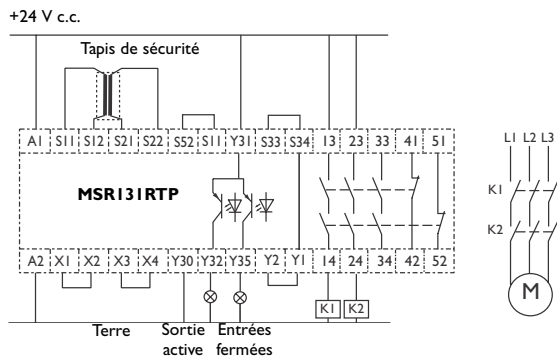 +24 V c.c.
Tapis de sécurité
A1 S11 S12 S21 S22 S52 S11 Y31 S33 S34 13 23 33 41 51
MSR131RTP
A2 X1 X2 X3 X4 Y30 Y32 Y35 Y2 Y1 14 24 34 42 52
K1 K2
Terre
Sortie active
Entrées fermées
L1 L2 L3
K1
K2
M